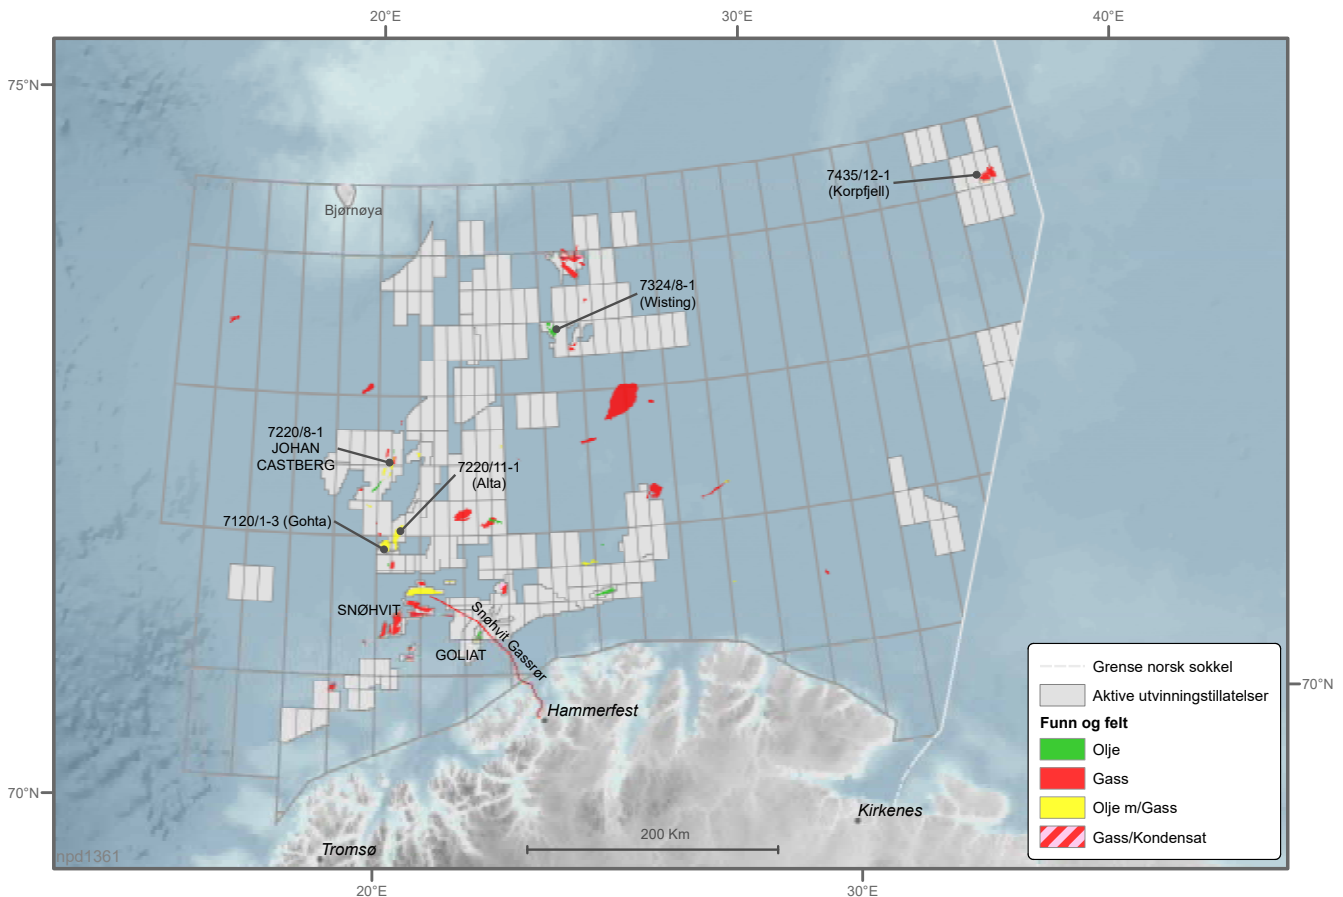 20°E
30°E
40°E
75°N
7435/12-1
(Korpfjell)
Bjørnøya
7324/8-1
(Wisting)
7220/8-1
JOHAN
CASTBERG
7220/11-1
(Alta)
7120/1-3 (Gohta)
SNØHVIT
Snøhvit Gassrør
GOLIAT
Hammerfest
Grense norsk sokkel
Aktive utvinningstillatelser
Funn og felt
Olje
Gass
Olje m/Gass
Gass/Kondensat
70°N
70°N
Kirkenes
200 Km
Tromsø
npd1361
20°E
30°E